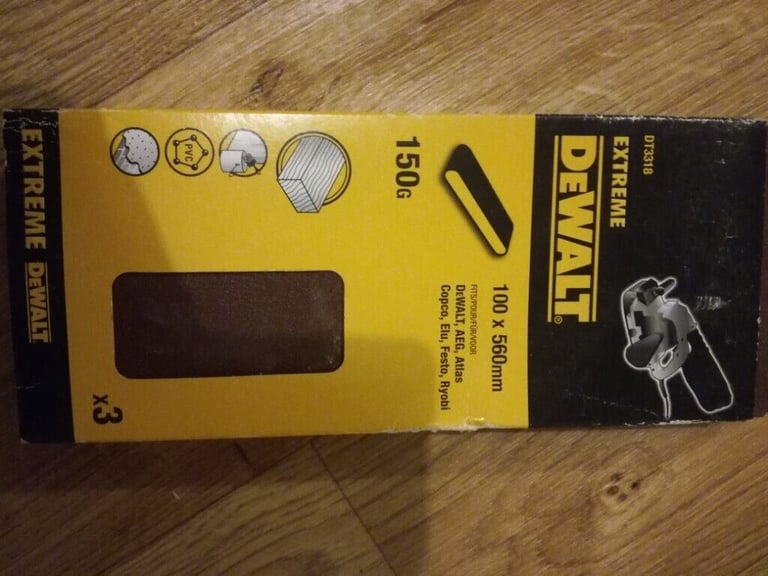 DT3318
EXTREME
DEWALT®
100 x 560mm
FITS/POUR/FÜR/VOOR
DEWALT, AEG, Atlas
Copco, Elu, Festo, Ryobi
150G
PVC
x3
EXTREME DEWALT